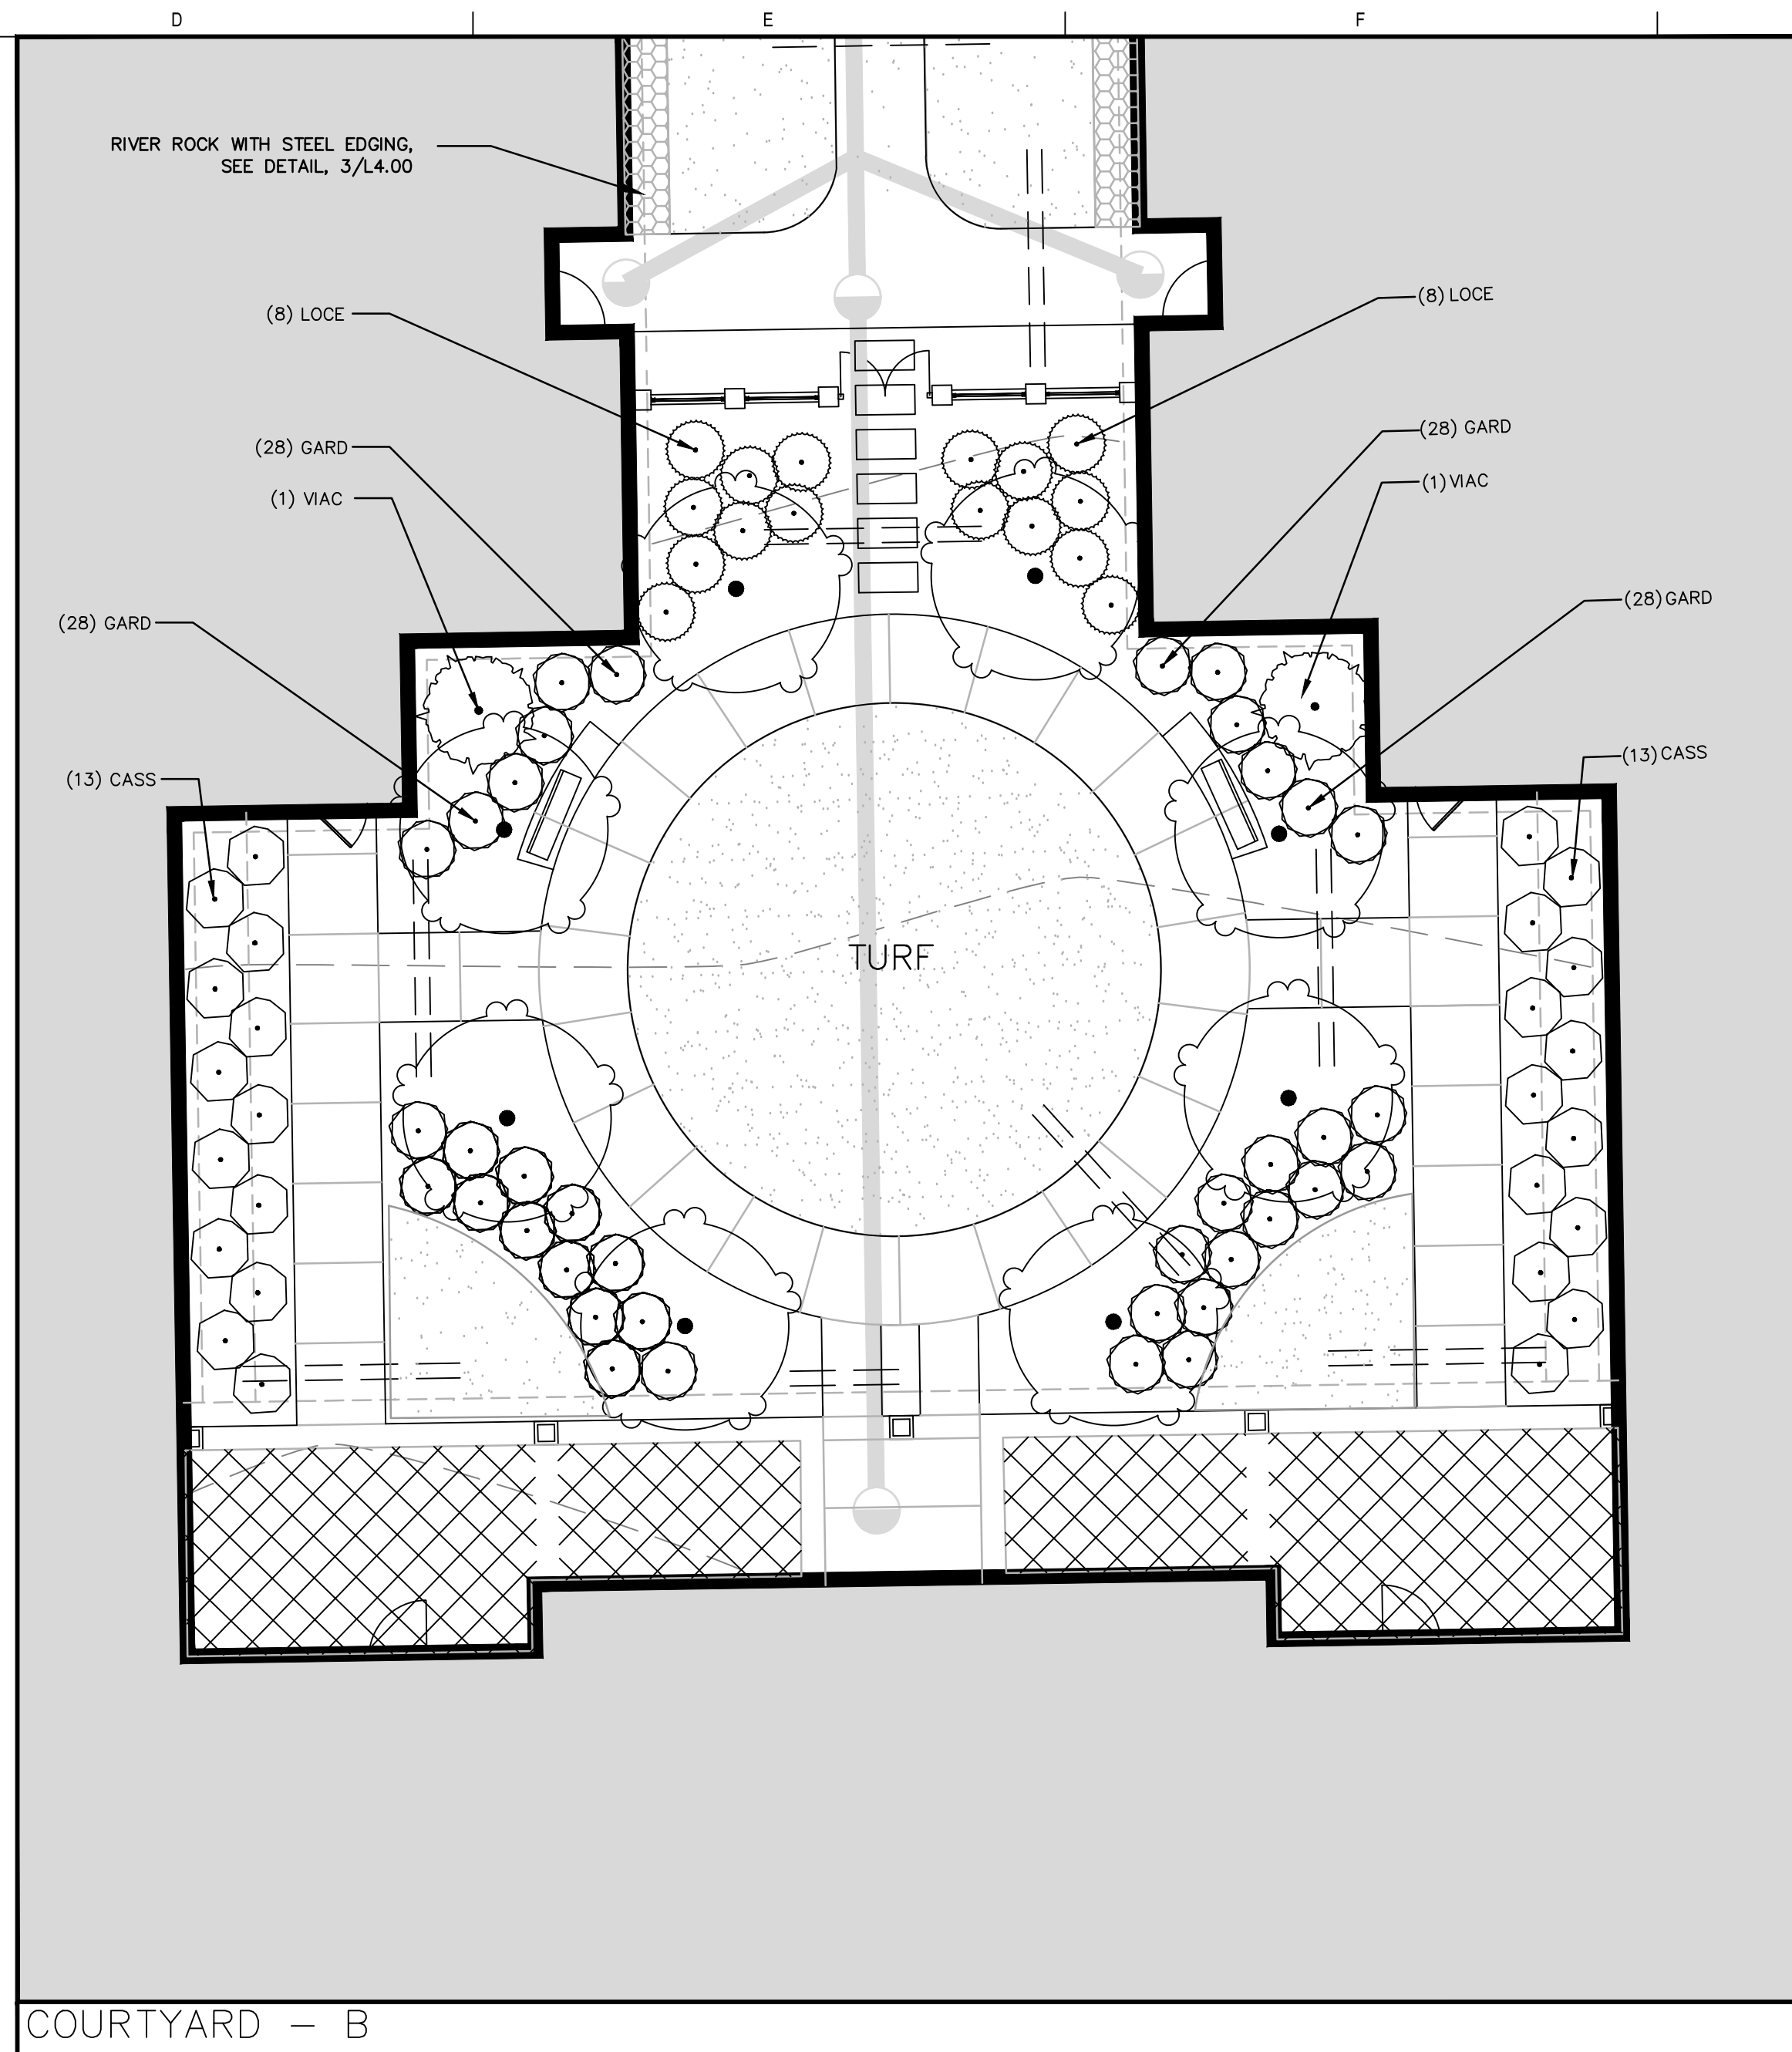 D
E
F
RIVER ROCK WITH STEEL EDGING,
SEE DETAIL, 3/L4.00
(8) LOCE
(8) LOCE
(28) GARD
(28) GARD
(1) VIAC
(1) VIAC
(28) GARD
(28) GARD
(13) CASS
(13) CASS
TURF
COURTYARD - B